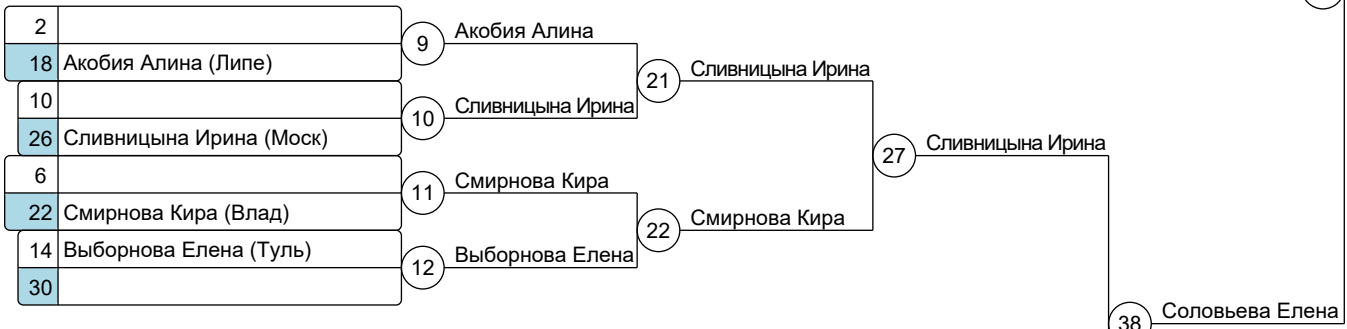 2
9 Акобия Алина
18 Акобия Алина (Липе)
21 Сливницына Ирина
10
10 Сливницына Ирина
26 Сливницына Ирина (Моск)
27 Сливницына Ирина
6
11 Смирнова Кира
22 Смирнова Кира (Влад)
22 Смирнова Кира
14 Выборнова Елена (Туль)
12 Выборнова Елена
30
38 Соловьева Елена